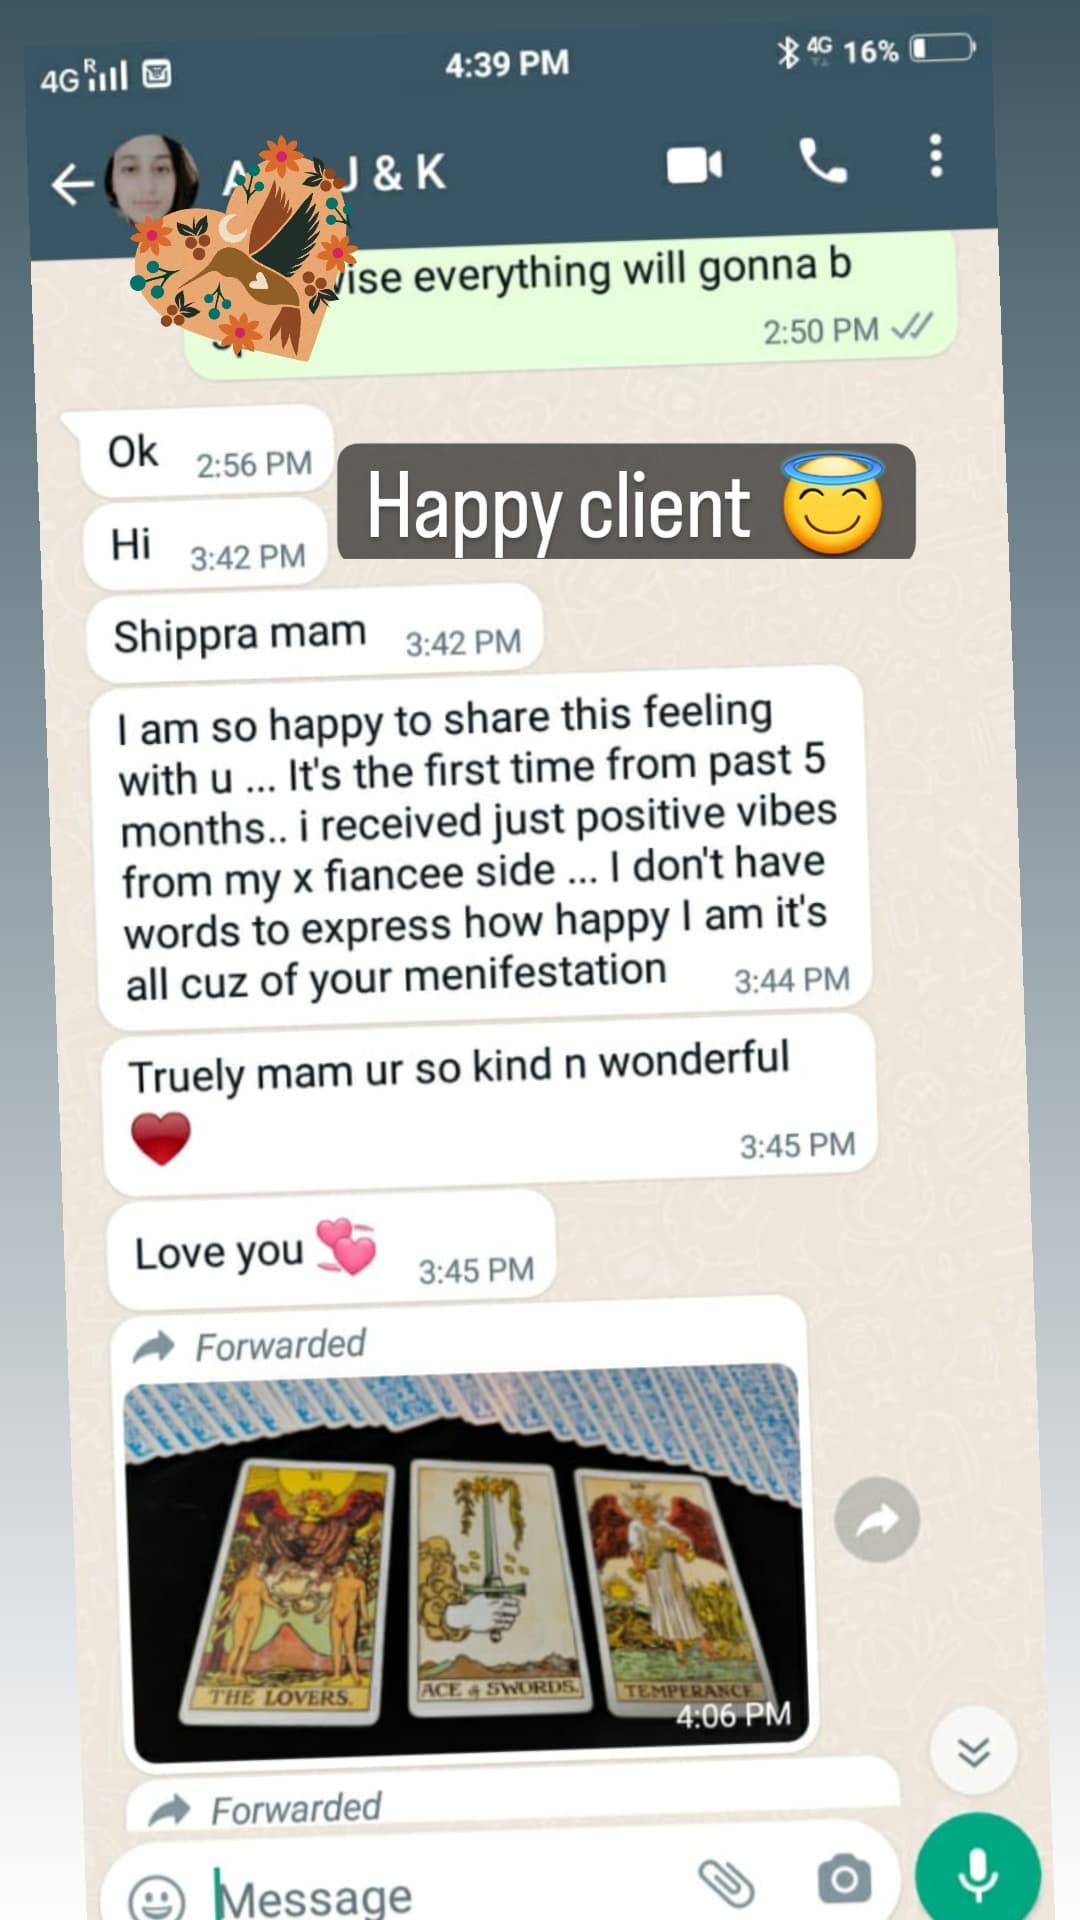 4G R
4:39 PM
4G 16%
A J & K
everything will gonna b
2:50 PM
Ok 2:56 PM
Happy client
Hi 3:42 PM
Shippra mam 3:42 PM
I am so happy to share this feeling
with u ... It's the first time from past 5
months.. i received just positive vibes
from my x fiancee side ... I don't have
words to express how happy I am it's
all cuz of your menifestation 3:44 PM
Truely mam ur so kind n wonderful
3:45 PM
Love you 3:45 PM
Forwarded
THE LOVERS.
ACE of SWORDS.
TEMPERANCE
4:06 PM
Forwarded
Message